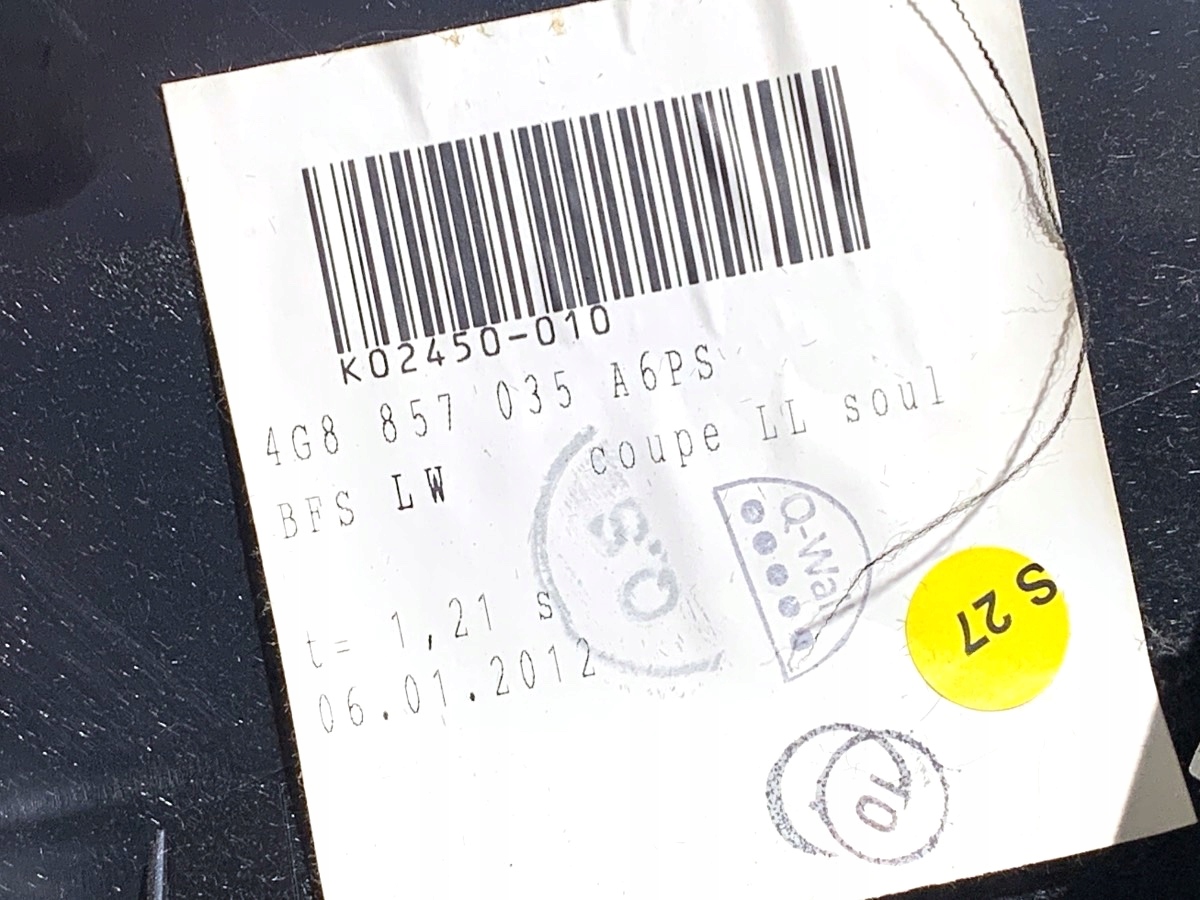 K02450-010
4G8 857 035 A6PS
BFS LW coupe LL soul
t= 1,21 s
06.01.2012
Q.S
Q-Wal
S 27
10